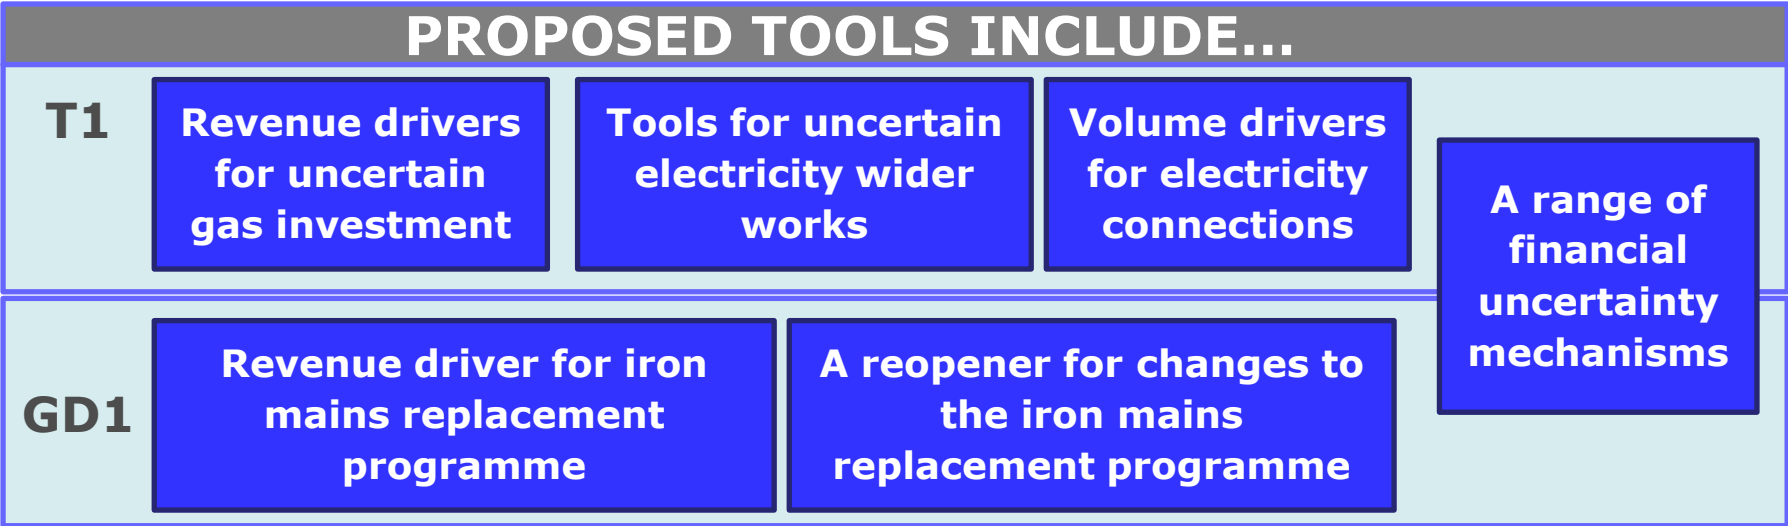 PROPOSED TOOLS INCLUDE...
T1
Revenue drivers
for uncertain
gas investment
Tools for uncertain
electricity wider
works
Volume drivers
for electricity
connections
A range of
financial
uncertainty
mechanisms
GD1
Revenue driver for iron
mains replacement
programme
A reopener for changes to
the iron mains
replacement programme